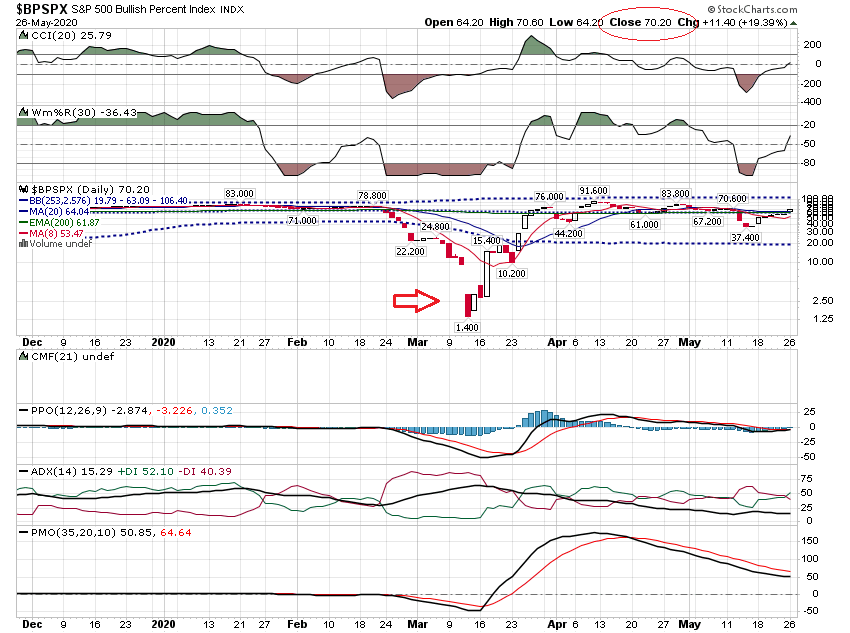 $BPSPX S&P 500 Bullish Percent Index INDX
© StockCharts.com
26-May-2020
Open 64.20 High 70.60 Low 64.20 Close 70.20 Chg +11.40 (+19.39%)
CCI(20) 25.79
200
0
-200
-400
Wm%R(30) -36.43
-20
-50
-80
$BPSPX (Daily) 70.20
BB(253,2.576) 19.79 - 63.09 - 106.40
MA(20) 64.04
EMA(200) 61.87
MA(8) 53.47
Volume undef
83.000
71.000
78.800
22.200
24.800
1.400
15.400
10.200
76.000
44.200
91.600
61.000
83.800
67.200
70.600
37.400
100.00
40.00
30.00
20.00
10.00
2.50
1.25
Dec 9 16 23 2020 13 21 27 Feb 10 18 24 Mar 9 16 23 Apr 6 13 20 27 May 11 18 26
CMF(21) undef
PPO(12,26,9) -2.874, -3.226, 0.352
25
0
-25
-50
ADX(14) 15.29 +DI 52.10 -DI 40.39
75
50
25
0
PMO(35,20,10) 50.85, 64.64
150
100
50
0
-50
Dec 9 16 23 2020 13 21 27 Feb 10 18 24 Mar 9 16 23 Apr 6 13 20 27 May 11 18 26